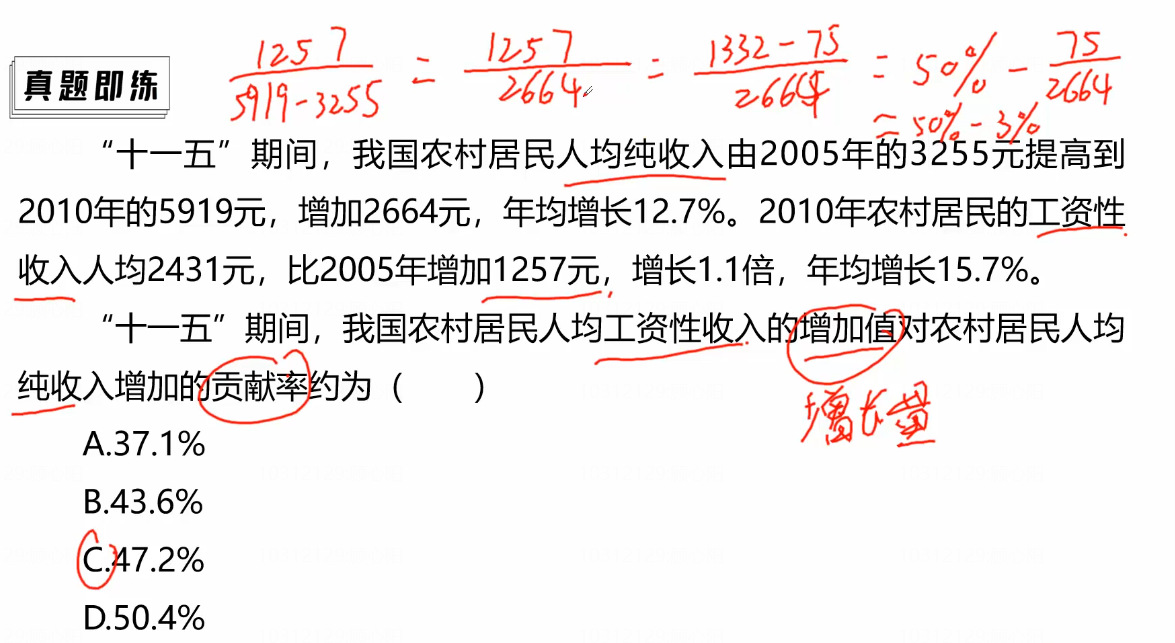 1257 / 5919-3255 = 1257 / 2664 = 1332-75 / 2664 = 50% - 75 / 2664
≈ 50% - 3%
真题即练
“十一五”期间，我国农村居民人均纯收入由2005年的3255元提高到
2010年的5919元，增加2664元，年均增长12.7%。2010年农村居民的工资性
收入人均2431元，比2005年增加1257元，增长1.1倍，年均增长15.7%。
“十一五”期间，我国农村居民人均工资性收入的增加值对农村居民人均
纯收入增加的贡献率约为（ ）
增长量
A.37.1%
B.43.6%
C.47.2%
D.50.4%